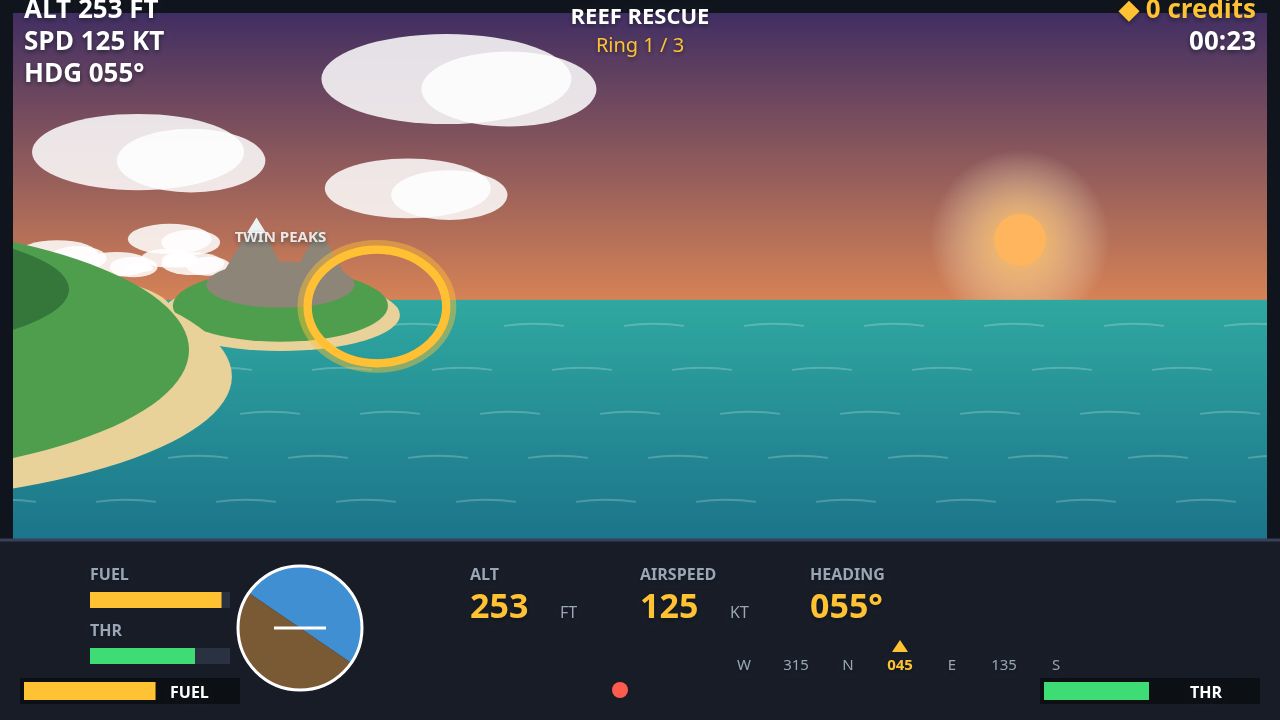 ALT 253 FT
SPD 125 KT
HDG 055°
REEF RESCUE
Ring 1 / 3
◆ 0 credits
00:23
TWIN PEAKS
FUEL
THR
FUEL
ALT
253 FT
AIRSPEED
125 KT
HEADING
055°
W 315 N 045 E 135 S
THR